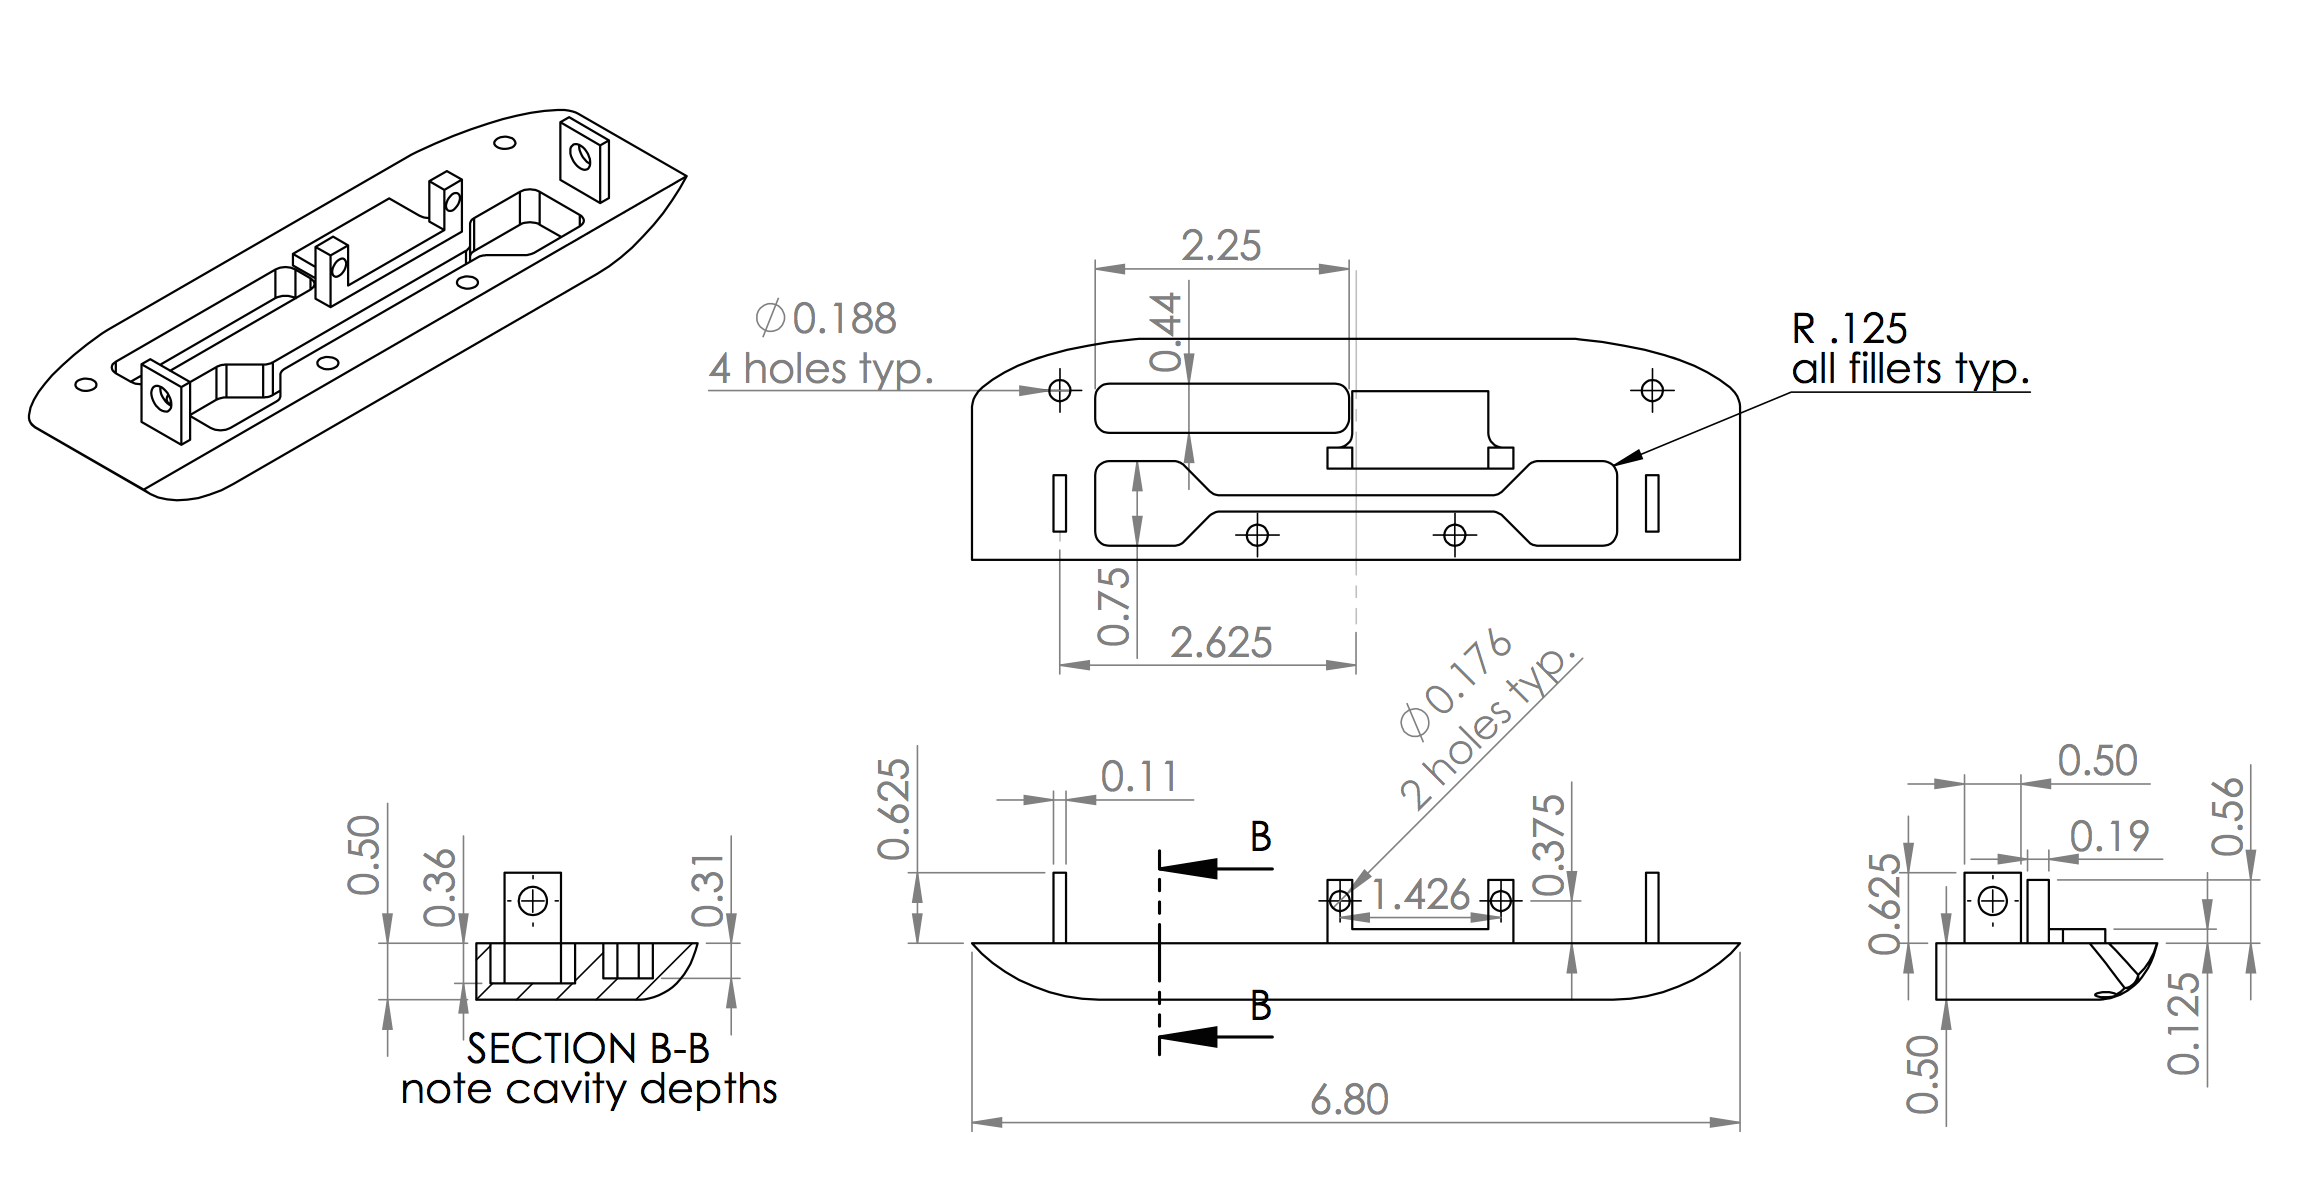 2.25
0.44
∅0.188
4 holes typ.
R .125
all fillets typ.
0.75
2.625
∅0.176
2 holes typ.
0.50
0.36
0.31
SECTION B-B
note cavity depths
0.625
0.11
B
1.426
0.375
B
6.80
0.50
0.56
0.19
0.625
0.125
0.50